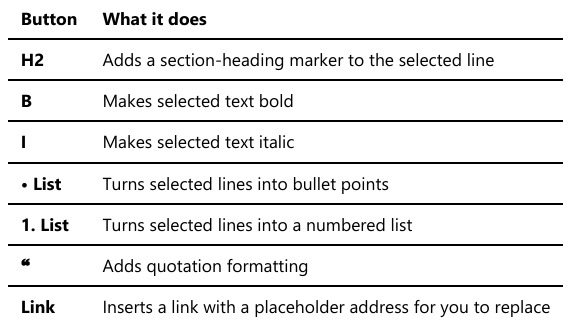 Button What it does
H2 Adds a section-heading marker to the selected line
B Makes selected text bold
I Makes selected text italic
• List Turns selected lines into bullet points
1. List Turns selected lines into a numbered list
❝ Adds quotation formatting
Link Inserts a link with a placeholder address for you to replace